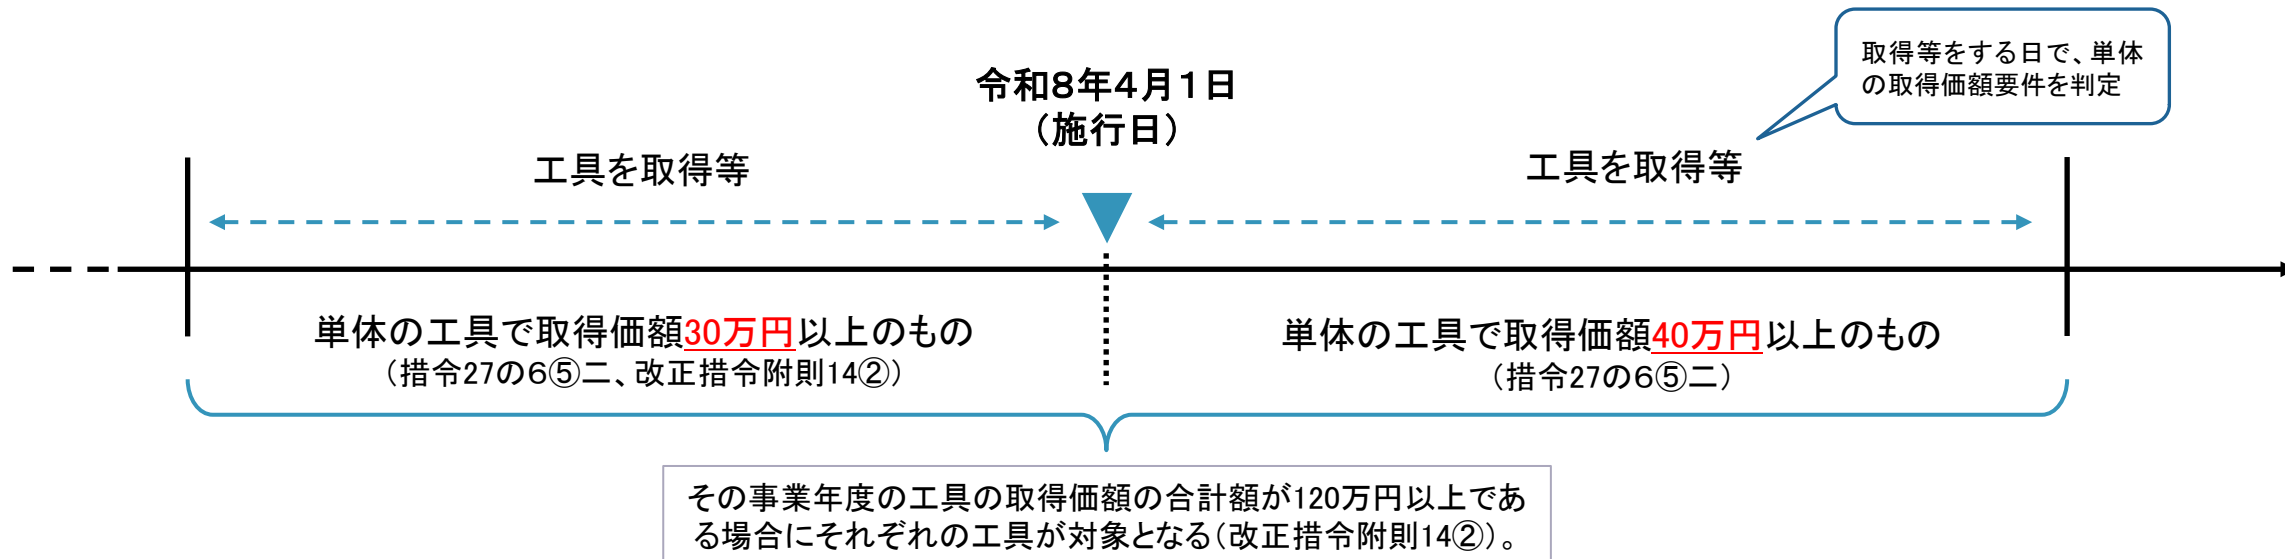 取得等をする日で、単体
の取得価額要件を判定
令和8年4月1日
(施行日)
工具を取得等
工具を取得等
単体の工具で取得価額30万円以上のもの
(措令27の6⑤二、改正措令附則14②)
単体の工具で取得価額40万円以上のもの
(措令27の6⑤二)
その事業年度の工具の取得価額の合計額が120万円以上であ
る場合にそれぞれの工具が対象となる(改正措令附則14②)。